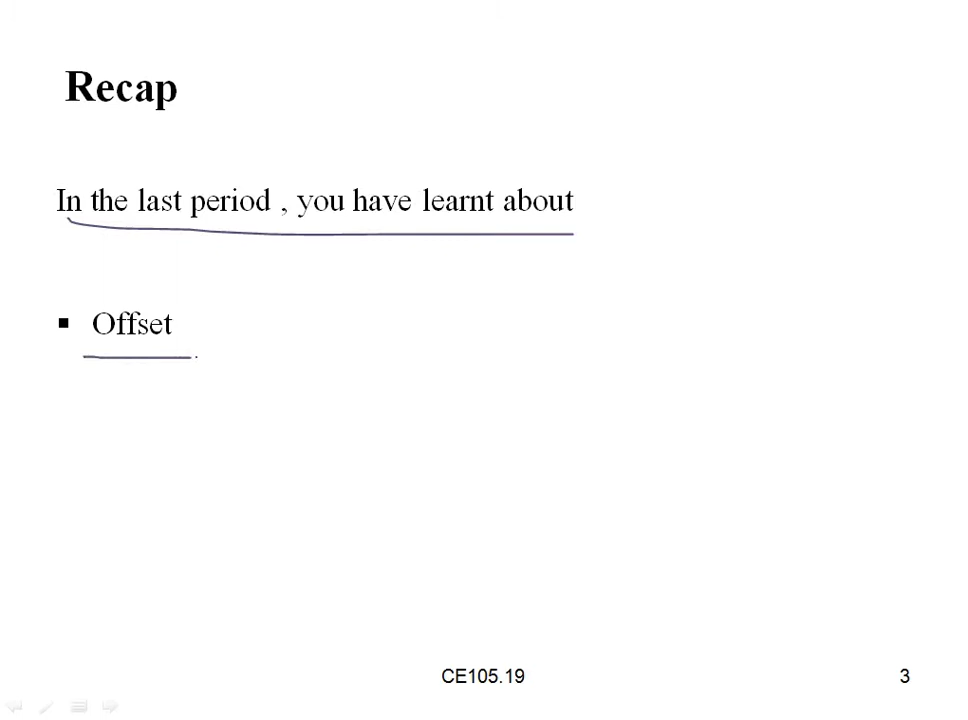 Recap
In the last period , you have learnt about
▪ Offset
CE105.19
3